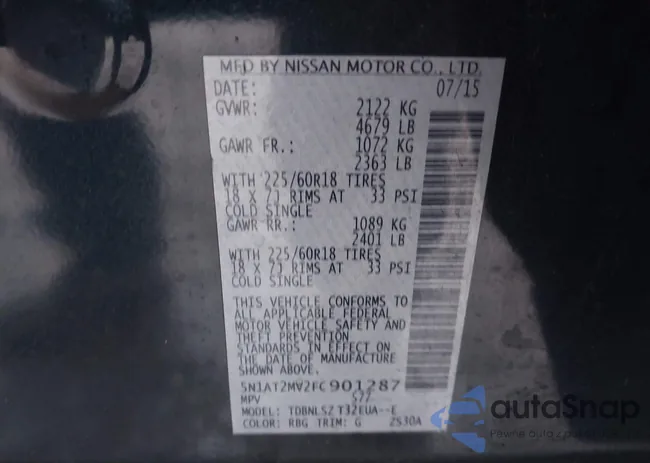 MFD BY NISSAN MOTOR CO., LTD.
DATE: 07/15
GVWR: 2122 KG
4679 LB
GAWR FR.: 1072 KG
2363 LB
WITH 225/60R18 TIRES
18 X 7J RIMS AT 33 PSI
COLD SINGLE
GAWR RR.: 1089 KG
2401 LB
WITH 225/60R18 TIRES
18 X 7J RIMS AT 33 PSI
COLD SINGLE
THIS VEHICLE CONFORMS TO
ALL APPLICABLE FEDERAL
MOTOR VEHICLE SAFETY AND
THEFT PREVENTION
STANDARDS IN EFFECT ON
THE DATE OF MANUFACTURE
SHOWN ABOVE.
5N1AT2MV2FC901287
MPV
MODEL: TDBNLSZ T32EUA--E
COLOR: RBG TRIM: G 2S30A
autoSnap
Pewne auto z